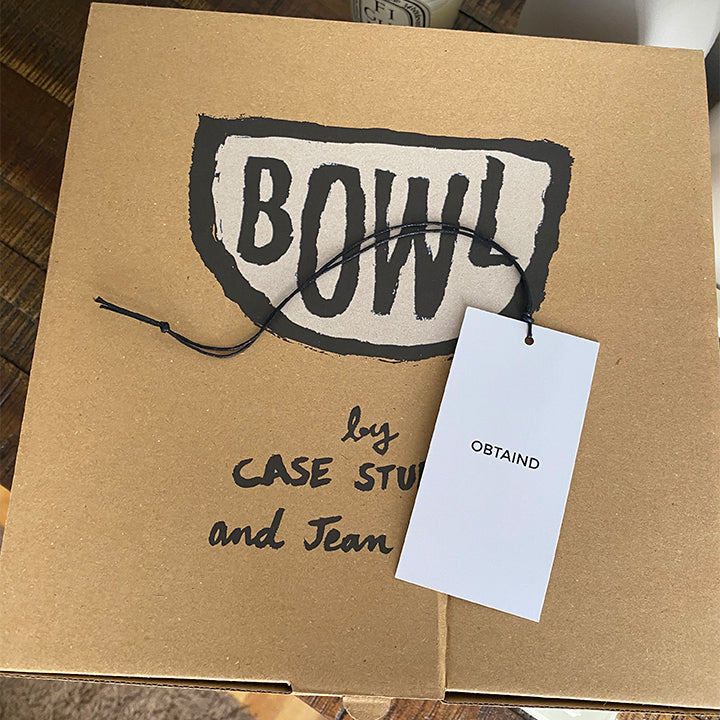 BOWL
by
CASE STU
and Jean
OBTAIND